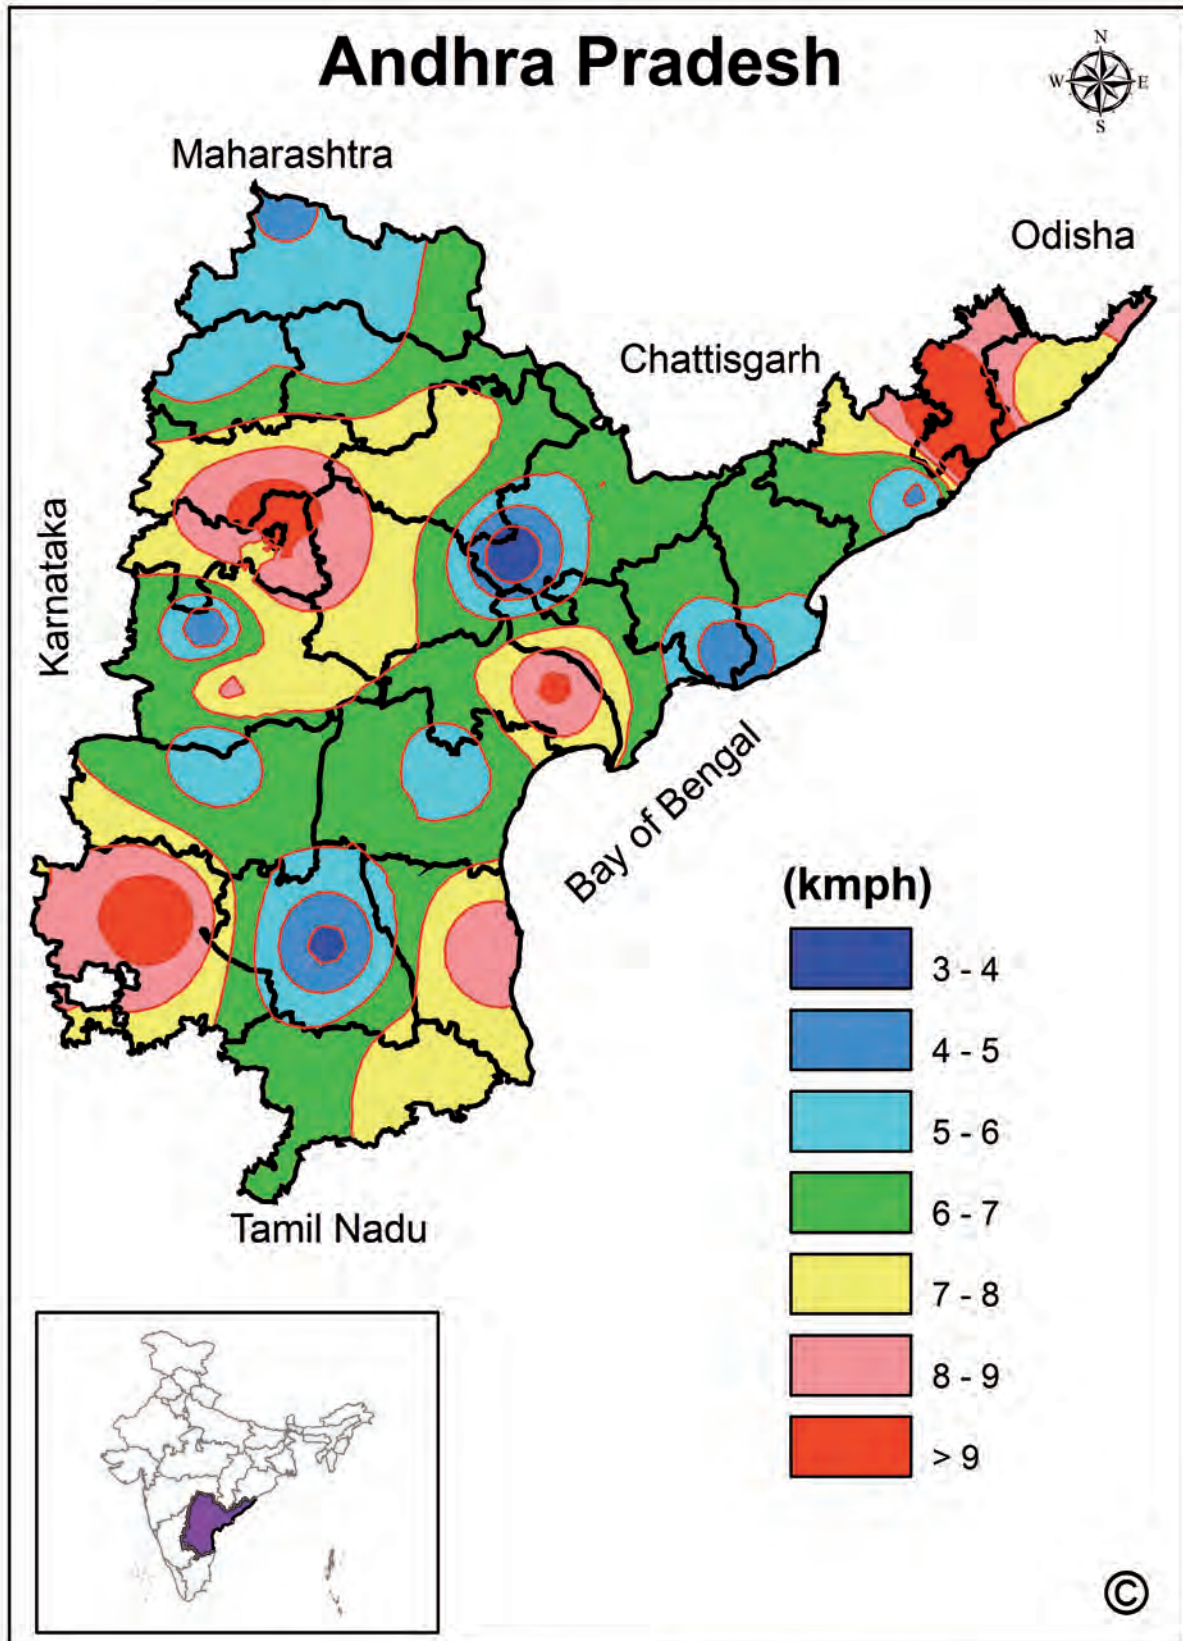 Andhra Pradesh
N
W E
S
Maharashtra
Odisha
Chattisgarh
Karnataka
Bay of Bengal
Tamil Nadu
(kmph)
3 - 4
4 - 5
5 - 6
6 - 7
7 - 8
8 - 9
> 9
©